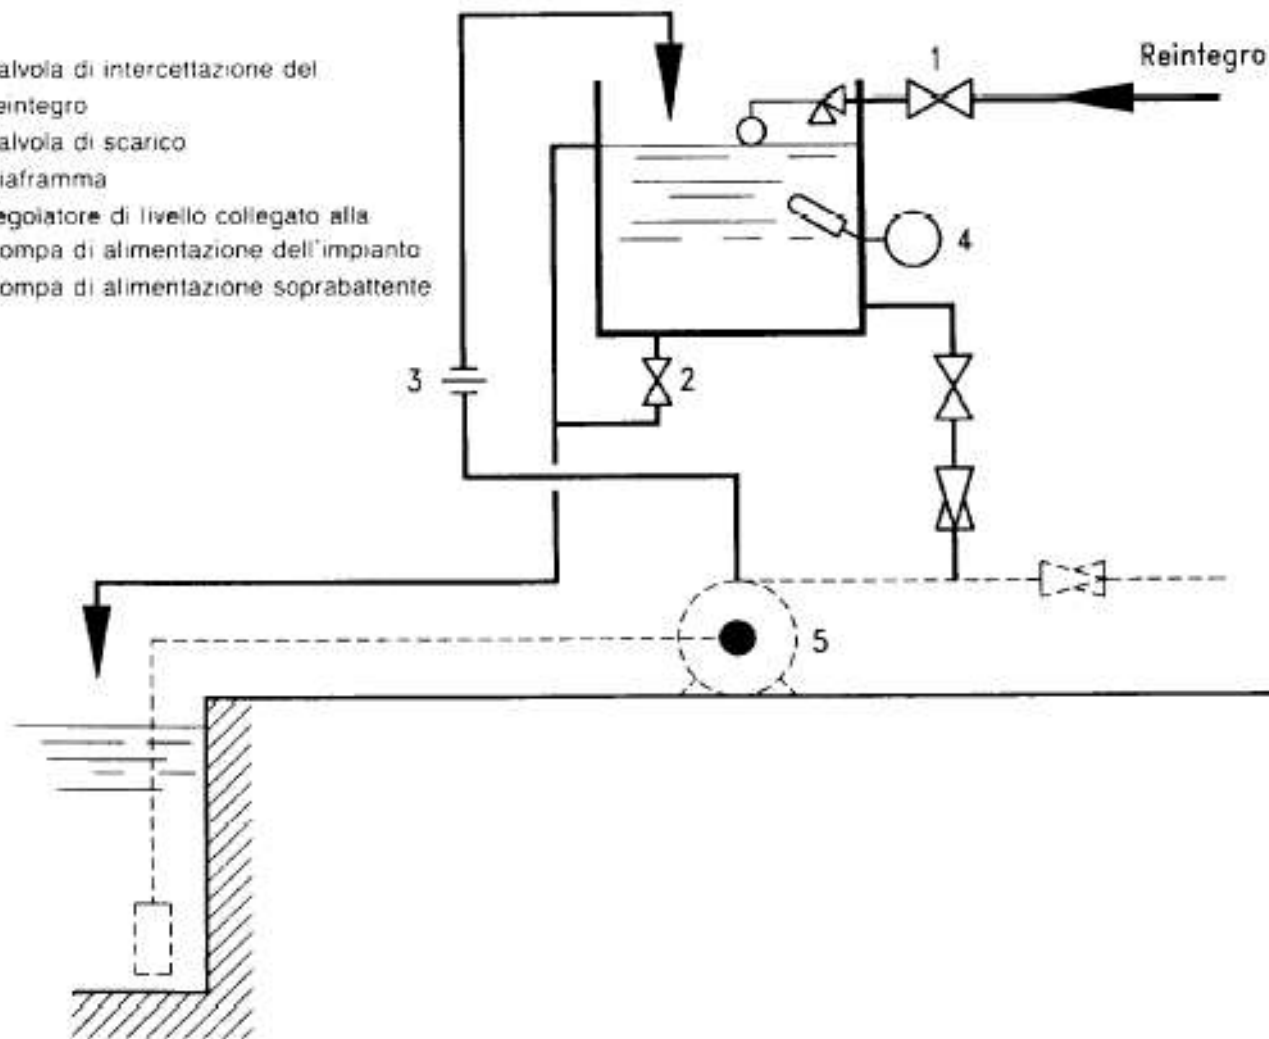 alvola di intercettazione del
eintegro
alvola di scarico
iaframma
egolatore di livello collegato alla
ompa di alimentazione dell'impianto
ompa di alimentazione soprabattente
1
Reintegro
4
3
2
5